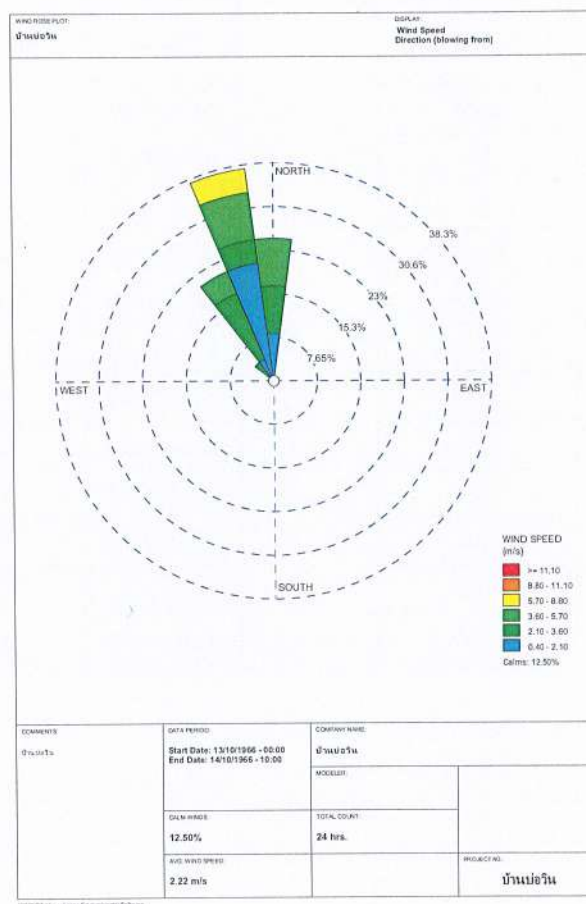 WIND ROSE PLOT:
บ้านบ่อวิน
DISPLAY:
Wind Speed
Direction (blowing from)
NORTH
38.3%
30.6%
23%
15.3%
7.65%
WEST
EAST
SOUTH
WIND SPEED
(m/s)
>= 11.10
8.80 - 11.10
5.70 - 8.80
3.60 - 5.70
2.10 - 3.60
0.40 - 2.10
Calms: 12.50%
COMMENTS:
บ้านบ่อวิน
DATA PERIOD:
Start Date: 13/10/1966 - 00:00
End Date: 14/10/1966 - 10:00
COMPANY NAME:
บ้านบ่อวิน
MODELER:
CALM WINDS:
12.50%
TOTAL COUNT:
24 hrs.
AVG. WIND SPEED:
2.22 m/s
PROJECT NO.:
บ้านบ่อวิน